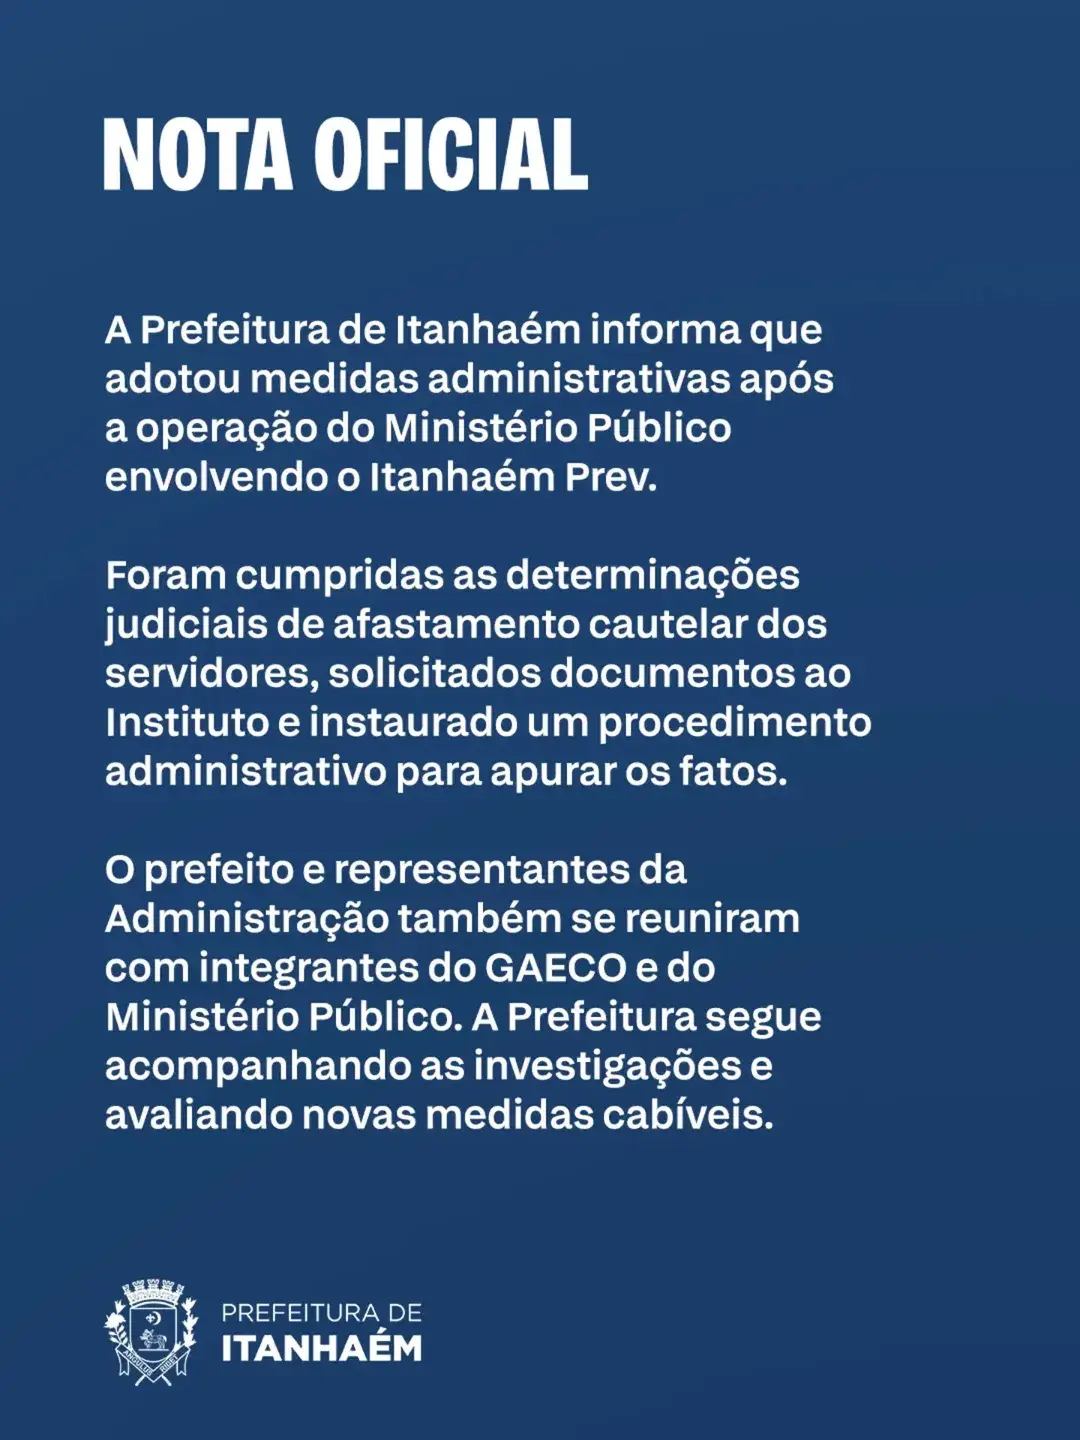 NOTA OFICIAL
A Prefeitura de Itanhaém informa que
adotou medidas administrativas após
a operação do Ministério Público
envolvendo o Itanhaém Prev.
Foram cumpridas as determinações
judiciais de afastamento cautelar dos
servidores, solicitados documentos ao
Instituto e instaurado um procedimento
administrativo para apurar os fatos.
O prefeito e representantes da
Administração também se reuniram
com integrantes do GAECO e do
Ministério Público. A Prefeitura segue
acompanhando as investigações e
avaliando novas medidas cabíveis.
ANGULUS RIDET
PREFEITURA DE
ITANHAÉM